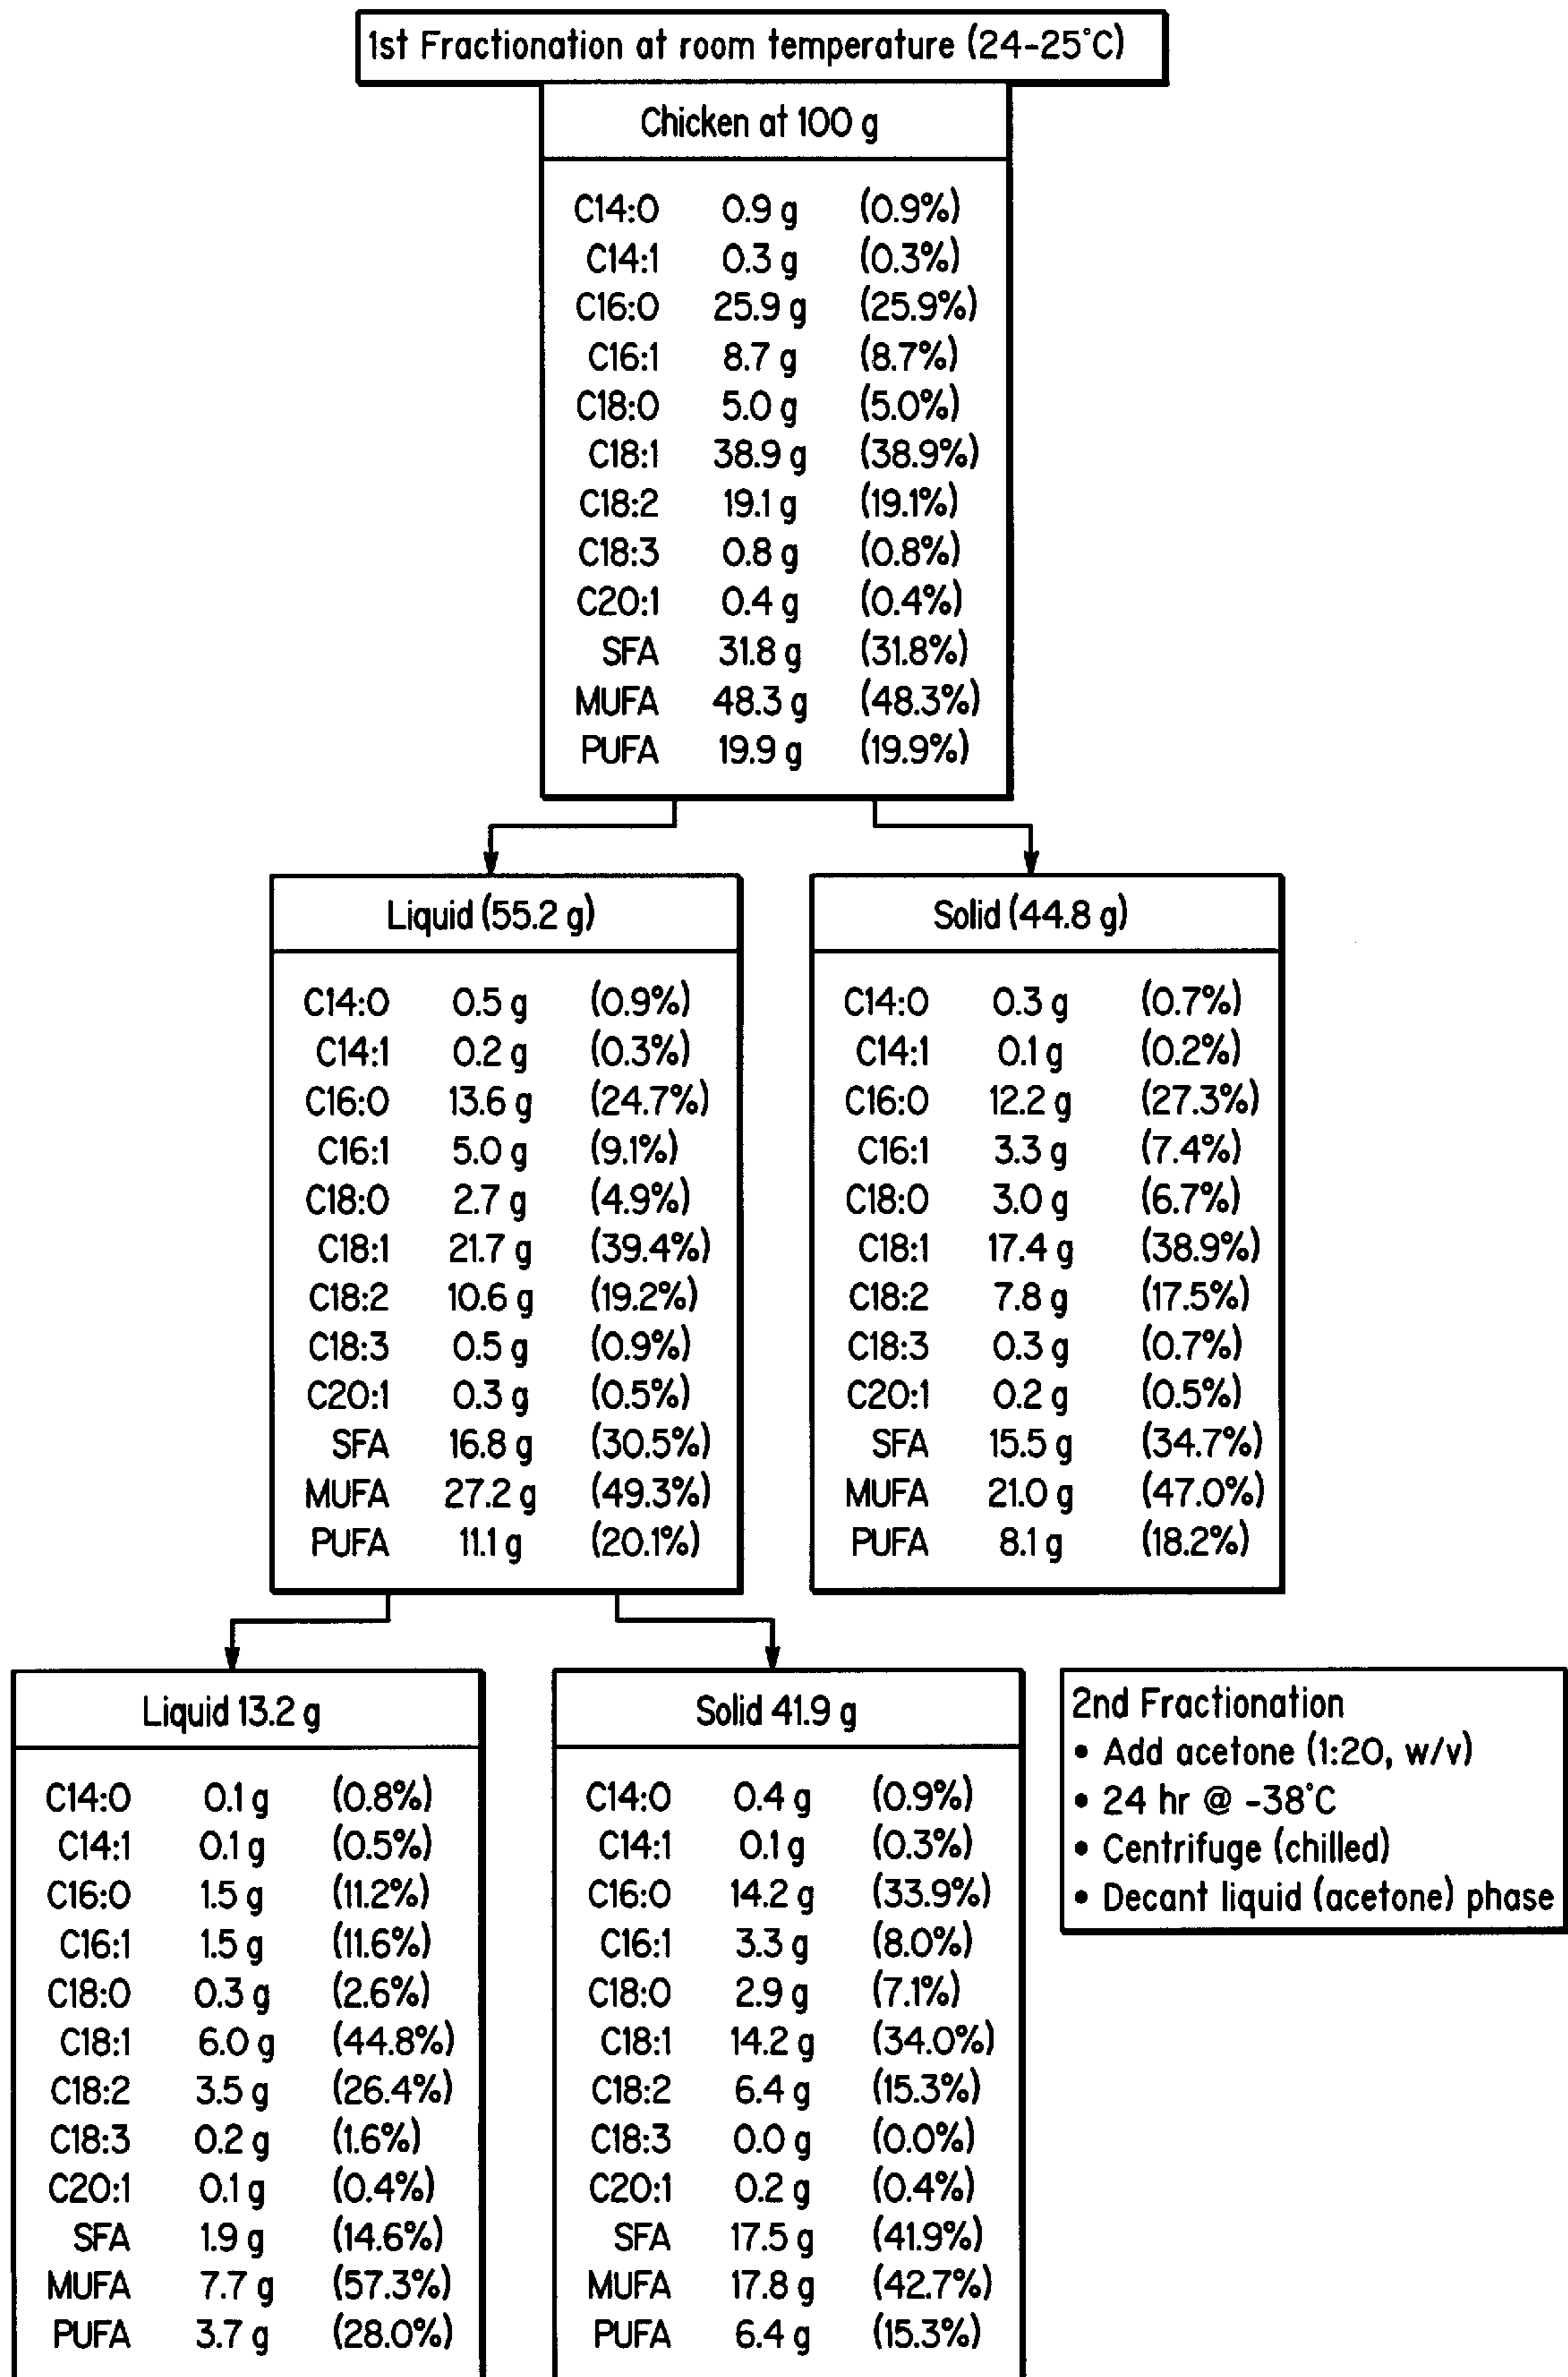 1st Fractionation at room temperature (24-25°C)
Chicken at 100 g
C14:0 0.9 g (0.9%)
C14:1 0.3 g (0.3%)
C16:0 25.9 g (25.9%)
C16:1 8.7 g (8.7%)
C18:0 5.0 g (5.0%)
C18:1 38.9 g (38.9%)
C18:2 19.1 g (19.1%)
C18:3 0.8 g (0.8%)
C20:1 0.4 g (0.4%)
SFA 31.8 g (31.8%)
MUFA 48.3 g (48.3%)
PUFA 19.9 g (19.9%)
Liquid (55.2 g)
C14:0 0.5 g (0.9%)
C14:1 0.2 g (0.3%)
C16:0 13.6 g (24.7%)
C16:1 5.0 g (9.1%)
C18:0 2.7 g (4.9%)
C18:1 21.7 g (39.4%)
C18:2 10.6 g (19.2%)
C18:3 0.5 g (0.9%)
C20:1 0.3 g (0.5%)
SFA 16.8 g (30.5%)
MUFA 27.2 g (49.3%)
PUFA 11.1 g (20.1%)
Solid (44.8 g)
C14:0 0.3 g (0.7%)
C14:1 0.1 g (0.2%)
C16:0 12.2 g (27.3%)
C16:1 3.3 g (7.4%)
C18:0 3.0 g (6.7%)
C18:1 17.4 g (38.9%)
C18:2 7.8 g (17.5%)
C18:3 0.3 g (0.7%)
C20:1 0.2 g (0.5%)
SFA 15.5 g (34.7%)
MUFA 21.0 g (47.0%)
PUFA 8.1 g (18.2%)
Liquid 13.2 g
C14:0 0.1 g (0.8%)
C14:1 0.1 g (0.5%)
C16:0 1.5 g (11.2%)
C16:1 1.5 g (11.6%)
C18:0 0.3 g (2.6%)
C18:1 6.0 g (44.8%)
C18:2 3.5 g (26.4%)
C18:3 0.2 g (1.6%)
C20:1 0.1 g (0.4%)
SFA 1.9 g (14.6%)
MUFA 7.7 g (57.3%)
PUFA 3.7 g (28.0%)
Solid 41.9 g
C14:0 0.4 g (0.9%)
C14:1 0.1 g (0.3%)
C16:0 14.2 g (33.9%)
C16:1 3.3 g (8.0%)
C18:0 2.9 g (7.1%)
C18:1 14.2 g (34.0%)
C18:2 6.4 g (15.3%)
C18:3 0.0 g (0.0%)
C20:1 0.2 g (0.4%)
SFA 17.5 g (41.9%)
MUFA 17.8 g (42.7%)
PUFA 6.4 g (15.3%)
2nd Fractionation
• Add acetone (1:20, w/v)
• 24 hr @ -38°C
• Centrifuge (chilled)
• Decant liquid (acetone) phase